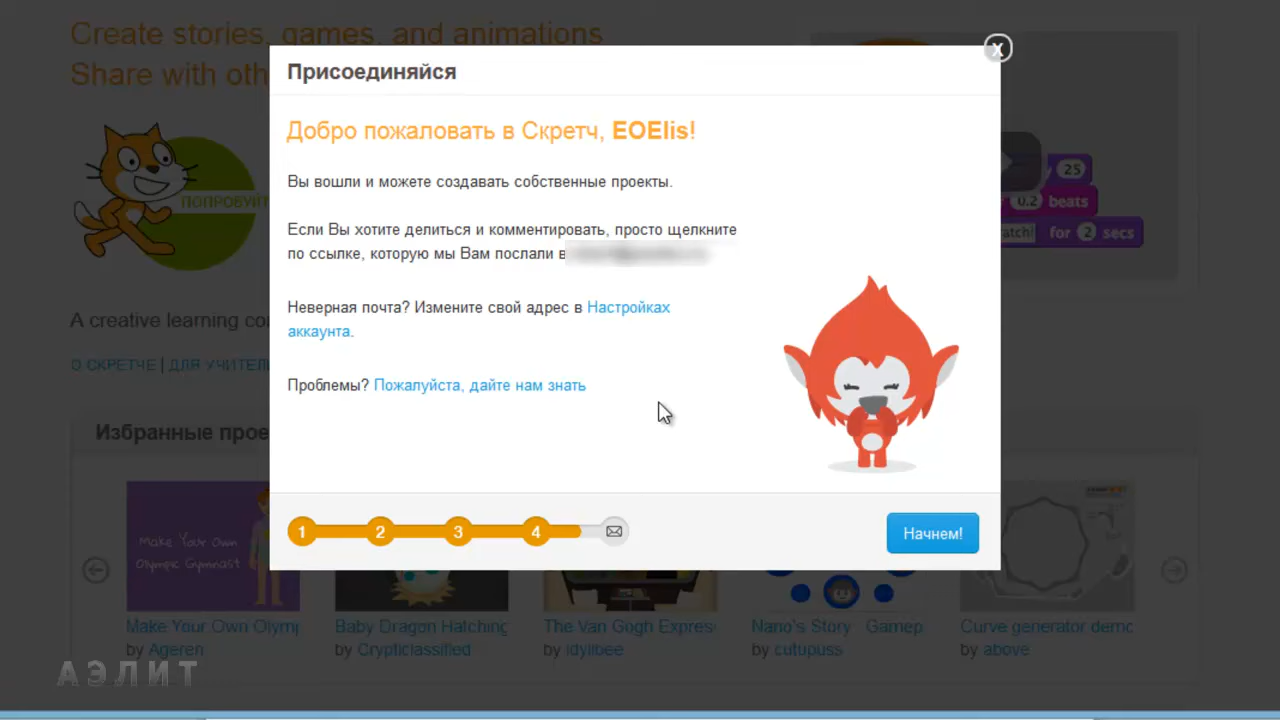 Create stories, games, and animations
Share with oth
Присоединяйся
x
Добро пожаловать в Скретч, EOElis!
Вы вошли и можете создавать собственные проекты.
Если Вы хотите делиться и комментировать, просто щелкните
по ссылке, которую мы Вам послали в
Неверная почта? Измените свой адрес в Настройках
аккаунта.
Проблемы? Пожалуйста, дайте нам знать
1 2 3 4
Начнем!
ПОПРОБУЙТ
25
0.2 beats
atch! for 2 secs
A creative learning co
О СКРЕТЧЕ | ДЛЯ УЧИТЕЛ
Избранные прое
Make Your Own
Olympic Gymnast
Make Your Own Olymp
by Ageren
Baby Dragon Hatching
by Crypticclassified
The Van Gogh Expres
by idylibee
Nano's Story Gamep
by cutupuss
Curve generator demo
by above
АЭЛИТ